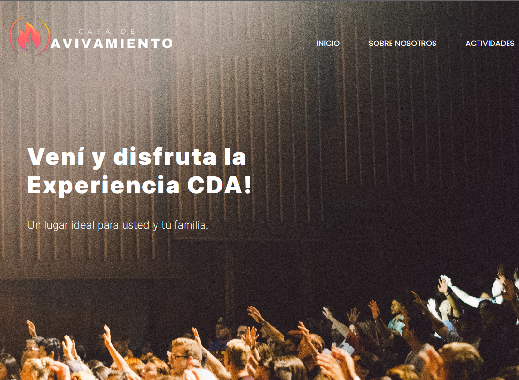 CASA DE
AVIVAMIENTO
INICIO
SOBRE NOSOTROS
ACTIVIDADES
Vení y disfruta la
Experiencia CDA!
Un lugar ideal para usted y tu familia.